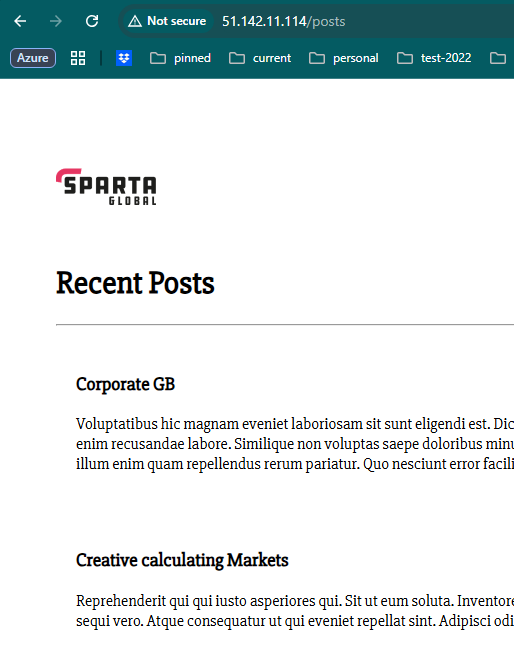 Not secure 51.142.11.114/posts
Azure pinned current personal test-2022
SPARTA
GLOBAL
Recent Posts
Corporate GB
Voluptatibus hic magnam eveniet laboriosam sit sunt eligendi est. Dic
enim recusandae labore. Similique non voluptas saepe doloribus minu
illum enim quam repellendus rerum pariatur. Quo nesciunt error facili
Creative calculating Markets
Reprehenderit qui qui iusto asperiores qui. Sit ut eum soluta. Inventore
sequi vero. Atque consequatur ut qui eveniet repellat sint. Adipisci odi